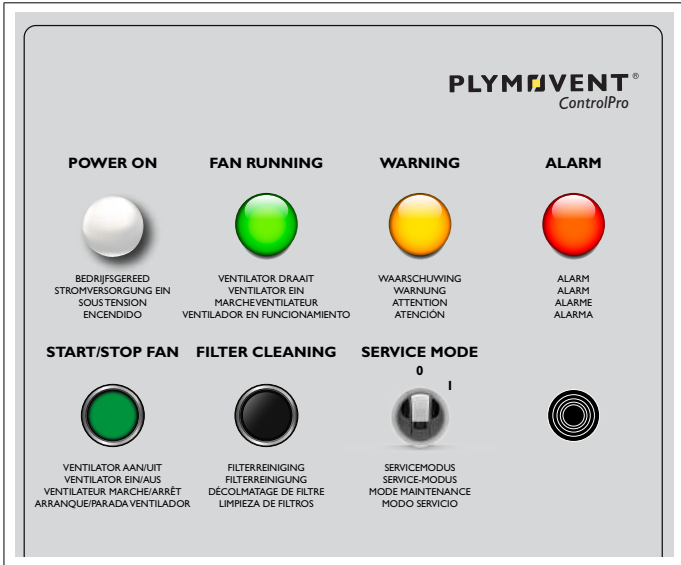 PLYMOVENT®
ControlPro
POWER ON
FAN RUNNING
WARNING
ALARM
BEDRIJFSGEREED
STROMVERSORGUNG EIN
SOUS TENSION
ENCENDIDO
VENTILATOR DRAAIT
VENTILATOR EIN
MARCHE VENTILATEUR
VENTILADOR EN FUNCIONAMIENTO
WAARSCHUWING
WARNUNG
ATTENTION
ATENCIÓN
ALARM
ALARM
ALARME
ALARMA
START/STOP FAN
FILTER CLEANING
SERVICE MODE
0
I
VENTILATOR AAN/UIT
VENTILATOR EIN/AUS
VENTILATEUR MARCHE/ARRÊT
ARRANQUE/PARADA VENTILADOR
FILTERREINIGING
FILTERREINIGUNG
DÉCOLMATAGE DE FILTRE
LIMPIEZA DE FILTROS
SERVICEMODUS
SERVICE-MODUS
MODE MAINTENANCE
MODO SERVICIO